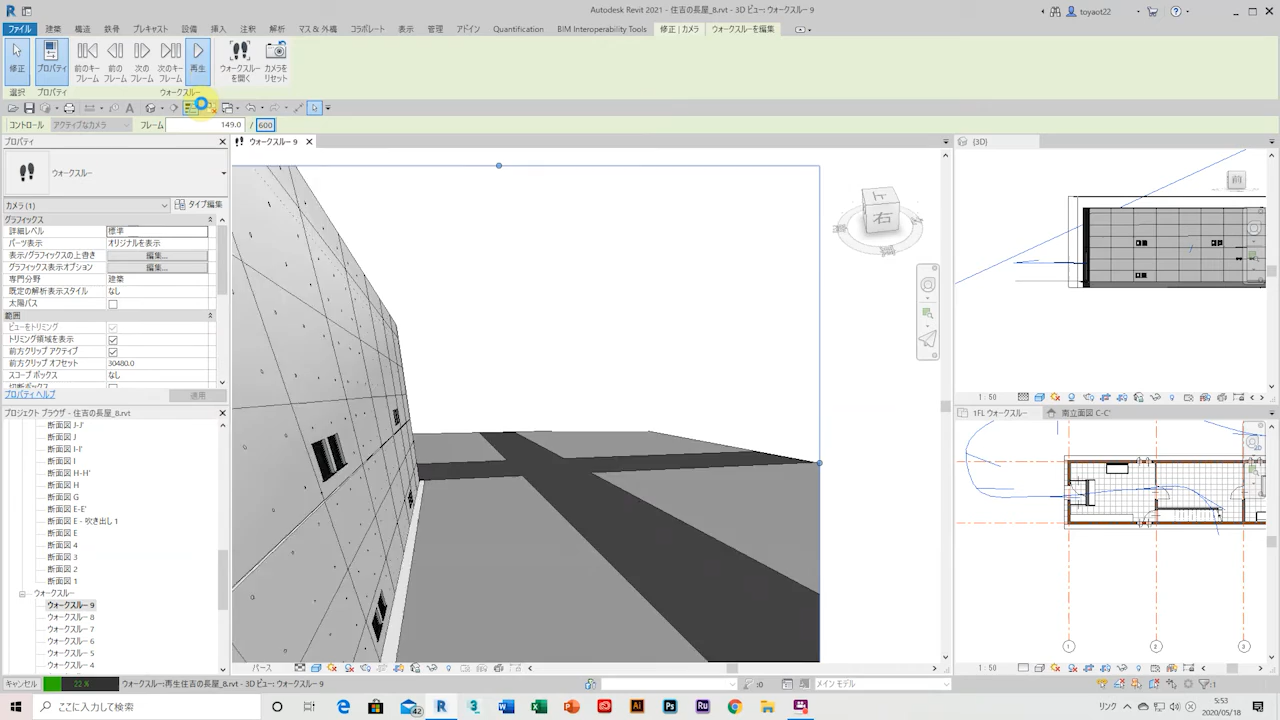 Autodesk Revit 2021 - 住吉の長屋_8.rvt - 3D ビュー: ウォークスルー 9
toyaot22
ファイル 建築 構造 鉄骨 プリキャスト 設備 挿入 注釈 解析 マス & 外構 コラボレート 表示 管理 アドイン Quantification BIM Interoperability Tools 修正 | カメラ ウォークスルーを編集
修正 プロパティ 前のキー フレーム 前の フレーム 次の フレーム 次のキー フレーム 再生 ウォークスルー を開く カメラを リセット
選択 プロパティ ウォークスルー
コントロール アクティブなカメラ フレーム 149.0 / 600
プロパティ
ウォークスルー 9
{3D}
ウォークスルー
カメラ (1) タイプ編集
グラフィックス
詳細レベル 標準
パーツ表示 オリジナルを表示
表示/グラフィックスの上書き 編集...
グラフィックス表示オプション 編集...
専門分野 建築
既定の解析表示スタイル なし
太陽パス
範囲
ビューをトリミング
トリミング領域を表示
前方クリップ アクティブ
前方クリップ オフセット 30480.0
スコープ ボックス なし
切断ボックス
プロパティ ヘルプ 適用
上
右
前
1 : 50
プロジェクト ブラウザ - 住吉の長屋_8.rvt
断面図 J-J'
断面図 J
断面図 I-I'
断面図 I
断面図 H-H'
断面図 H
断面図 G
断面図 E-E'
断面図 E - 吹き出し 1
断面図 E
断面図 4
断面図 3
断面図 2
断面図 1
ウォークスルー
ウォークスルー 9
ウォークスルー 8
ウォークスルー 7
ウォークスルー 6
ウォークスルー 5
ウォークスルー 4
1FL ウォークスルー
南立面図 C-C'
1 2 3
パース
1 : 50
キャンセル 22 % ウォークスルー:再生住吉の長屋_8.rvt - 3D ビュー: ウォークスルー 9
:0 メイン モデル :1
ここに入力して検索
42
リンク
5:53
2020/05/18